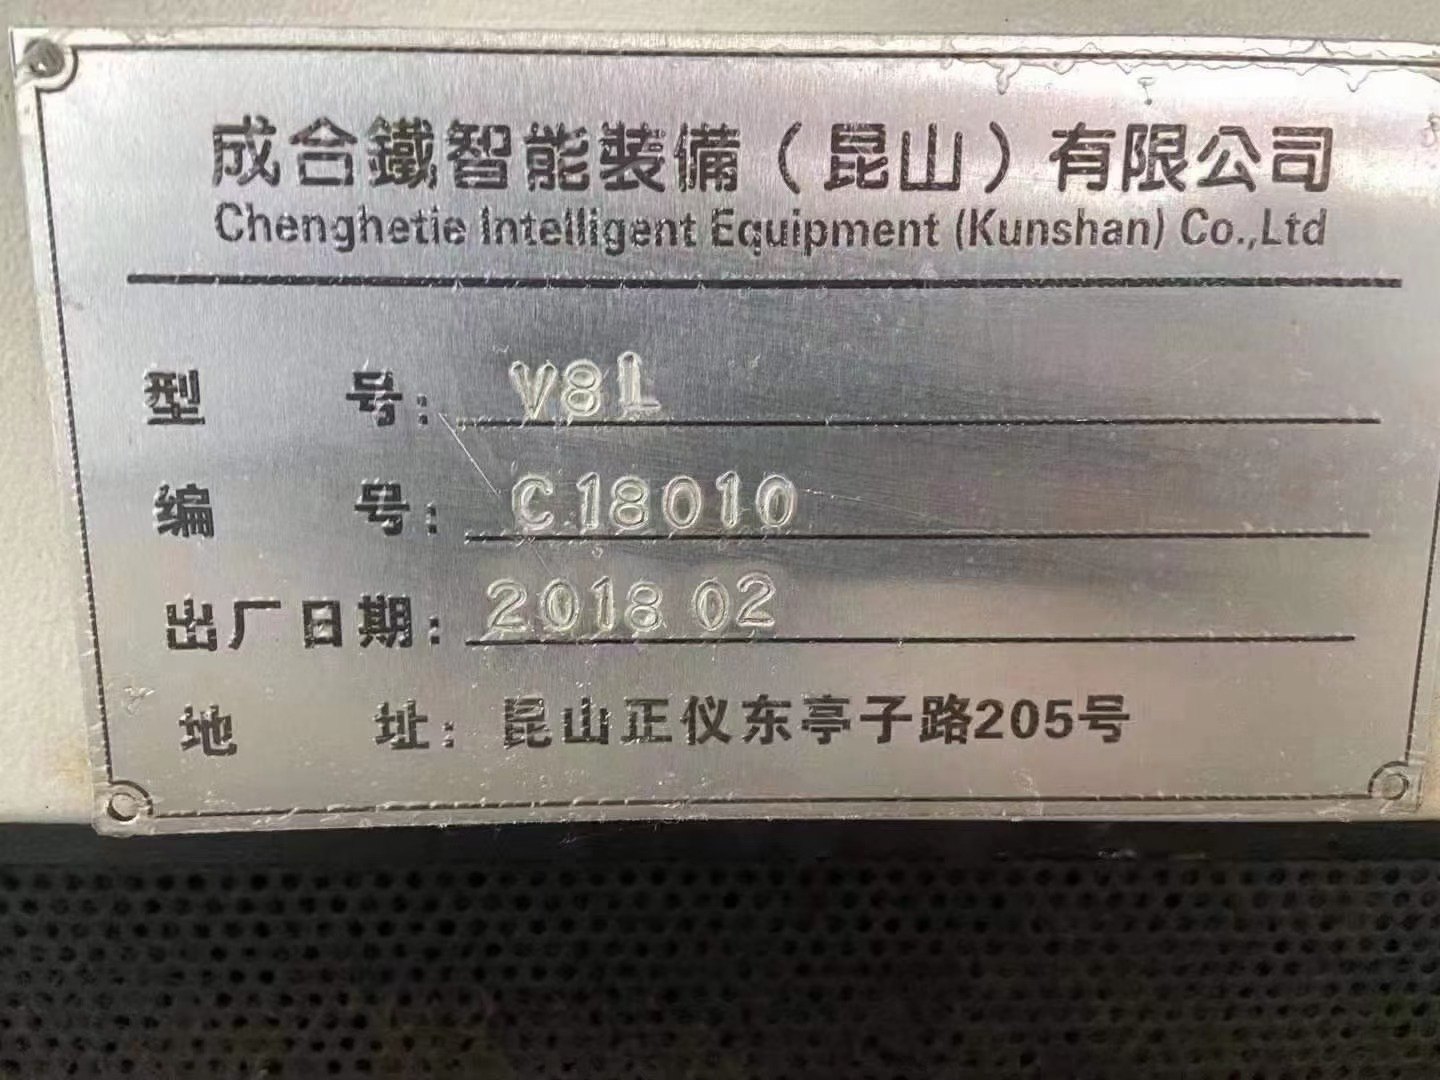 成合鐵智能装備（昆山）有限公司
Chenghetie Intelligent Equipment (Kunshan) Co.,Ltd
型号: V8L
编号: C18010
出厂日期: 2018 02
地址: 昆山正仪东亭子路205号